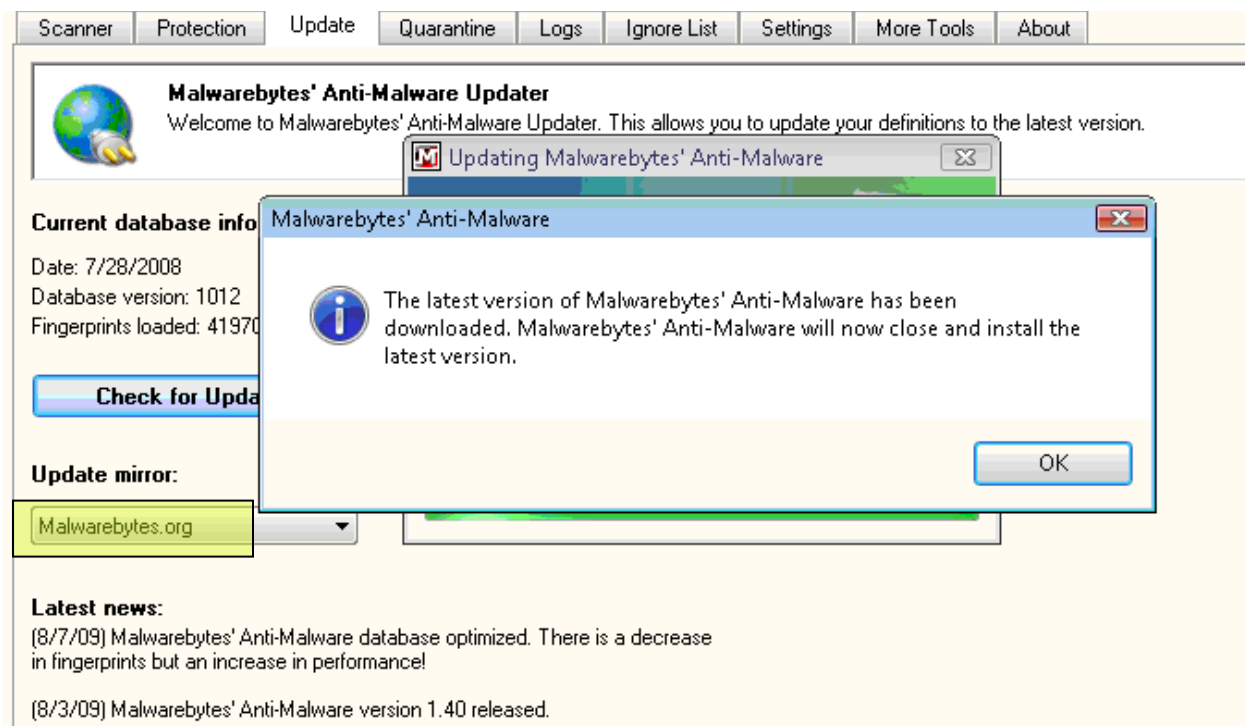 Scanner Protection Update Quarantine Logs Ignore List Settings More Tools About
Malwarebytes' Anti-Malware Updater
Welcome to Malwarebytes' Anti-Malware Updater. This allows you to update your definitions to the latest version.
Updating Malwarebytes' Anti-Malware
Malwarebytes' Anti-Malware
The latest version of Malwarebytes' Anti-Malware has been
downloaded. Malwarebytes' Anti-Malware will now close and install the
latest version.
OK
Current database info
Date: 7/28/2008
Database version: 1012
Fingerprints loaded: 41970
Check for Upda
Update mirror:
Malwarebytes.org
Latest news:
(8/7/09) Malwarebytes' Anti-Malware database optimized. There is a decrease
in fingerprints but an increase in performance!
(8/3/09) Malwarebytes' Anti-Malware version 1.40 released.